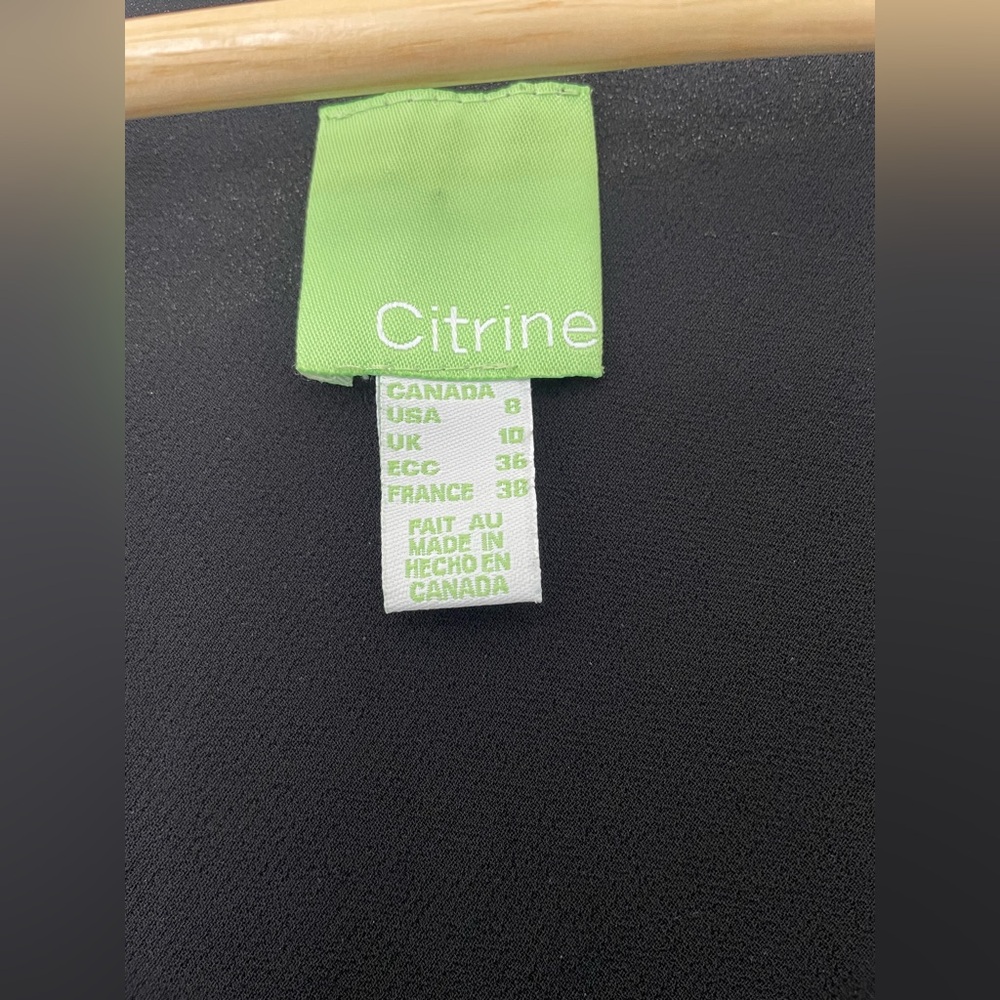 Citrine
CANADA
USA 8
UK 10
ECC 36
FRANCE 38
FAIT AU
MADE IN
HECHO EN
CANADA